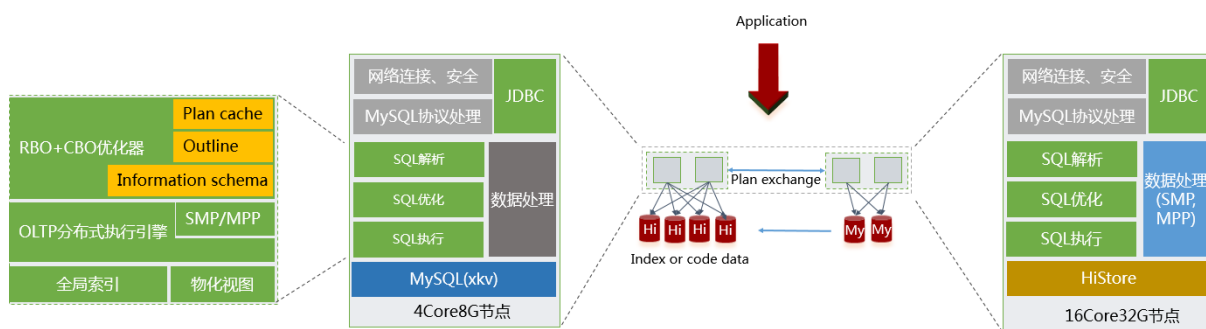 Application
RBO+CBO优化器
Plan cache
Outline
Information schema
OLTP分布式执行引擎
SMP/MPP
全局索引
物化视图
网络连接、安全
JDBC
MySQL协议处理
SQL解析
SQL优化
SQL执行
数据处理
MySQL(xkv)
4Core8G节点
Plan exchange
Hi
Hi
Hi
Hi
My
My
Index or code data
网络连接、安全
JDBC
MySQL协议处理
SQL解析
SQL优化
SQL执行
数据处理
(SMP,
MPP)
HiStore
16Core32G节点